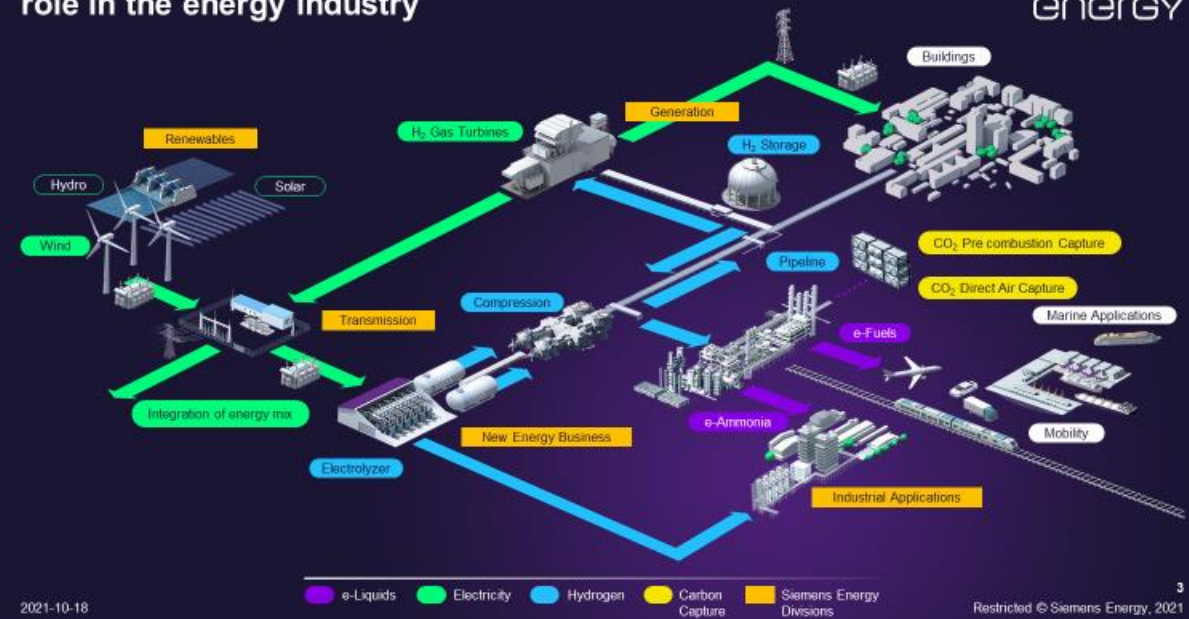 role in the energy industry
energy
Buildings
Generation
H₂ Gas Turbines
Renewables
H₂ Storage
Hydro
Solar
Wind
CO₂ Pre combustion Capture
Pipeline
CO₂ Direct Air Capture
Compression
Marine Applications
Transmission
e-Fuels
Integration of energy mix
e-Ammonia
Mobility
New Energy Business
Electrolyzer
Industrial Applications
e-Liquids
Electricity
Hydrogen
Carbon
Capture
Siemens Energy
Divisions
3
2021-10-18
Restricted © Siemens Energy, 2021